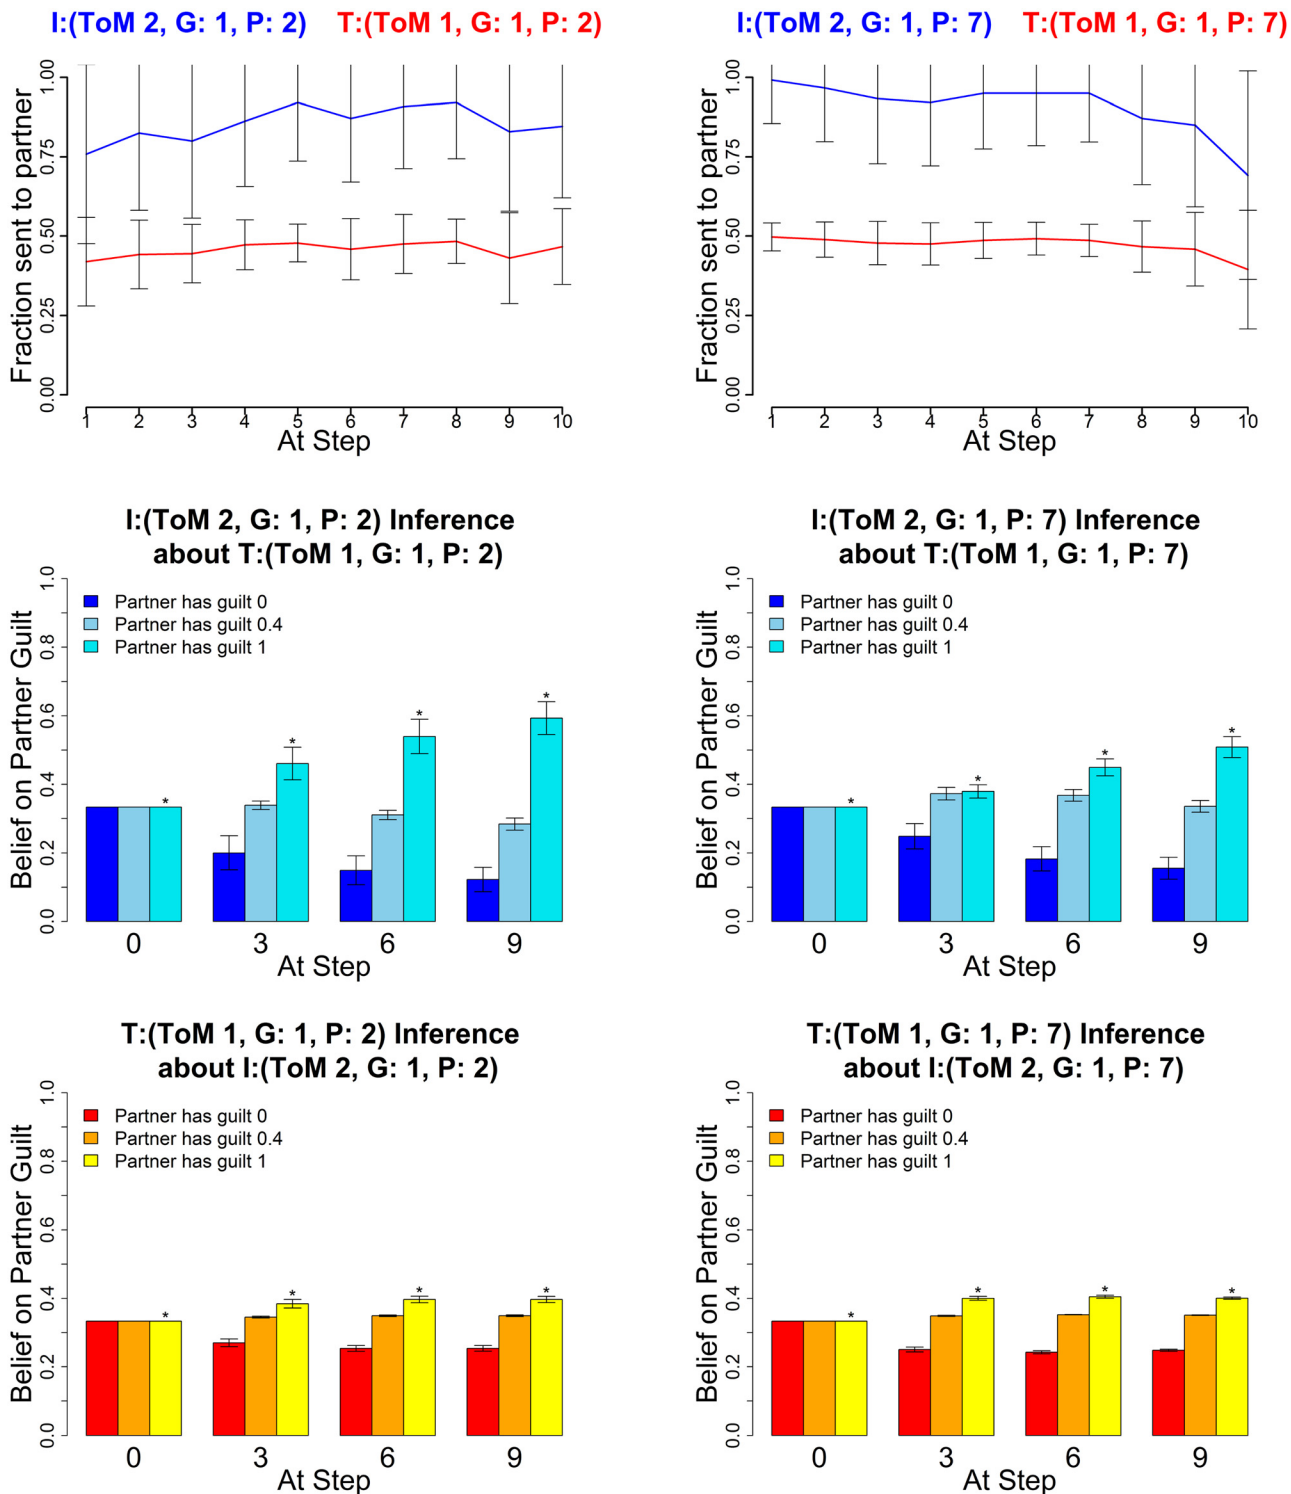 I:(ToM 2, G: 1, P: 2) T:(ToM 1, G: 1, P: 2)
Fraction sent to partner
1.00
0.75
0.50
0.25
0.00
1 2 3 4 5 6 7 8 9 10
At Step
I:(ToM 2, G: 1, P: 7) T:(ToM 1, G: 1, P: 7)
Fraction sent to partner
1.00
0.75
0.50
0.25
0.00
1 2 3 4 5 6 7 8 9 10
At Step
I:(ToM 2, G: 1, P: 2) Inference
about T:(ToM 1, G: 1, P: 2)
Belief on Partner Guilt
1.0
0.8
0.6
0.4
0.2
0.0
Partner has guilt 0
Partner has guilt 0.4
Partner has guilt 1
* * * *
0 3 6 9
At Step
I:(ToM 2, G: 1, P: 7) Inference
about T:(ToM 1, G: 1, P: 7)
Belief on Partner Guilt
1.0
0.8
0.6
0.4
0.2
0.0
Partner has guilt 0
Partner has guilt 0.4
Partner has guilt 1
* * * *
0 3 6 9
At Step
T:(ToM 1, G: 1, P: 2) Inference
about I:(ToM 2, G: 1, P: 2)
Belief on Partner Guilt
1.0
0.8
0.6
0.4
0.2
0.0
Partner has guilt 0
Partner has guilt 0.4
Partner has guilt 1
* * * *
0 3 6 9
At Step
T:(ToM 1, G: 1, P: 7) Inference
about I:(ToM 2, G: 1, P: 7)
Belief on Partner Guilt
1.0
0.8
0.6
0.4
0.2
0.0
Partner has guilt 0
Partner has guilt 0.4
Partner has guilt 1
* * * *
0 3 6 9
At Step